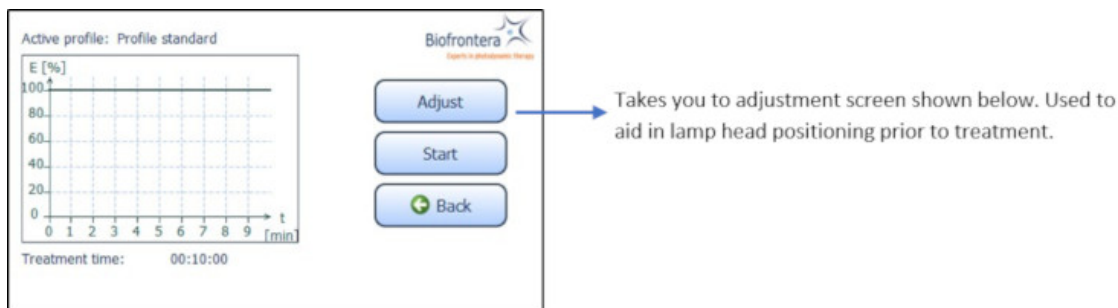 Active profile: Profile standard
Biofrontera
Experts in photodynamic therapy
E [%]
100
80
60
40
20
0
0 1 2 3 4 5 6 7 8 9
t
[min]
Treatment time: 00:10:00
Adjust
Start
Back
Takes you to adjustment screen shown below. Used to
aid in lamp head positioning prior to treatment.